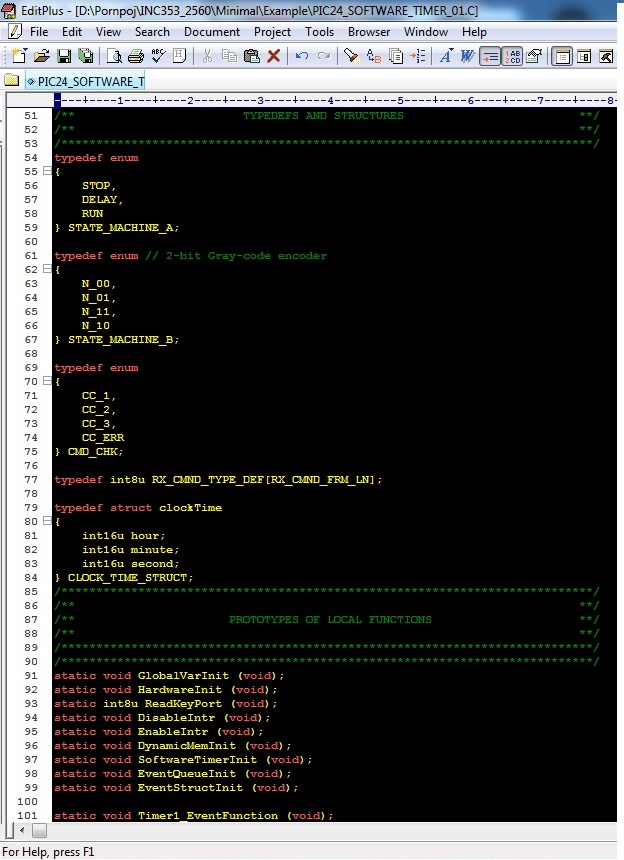 EditPlus - [D:\Pornpoj\INC353_2560\Minimal\Example\PIC24_SOFTWARE_TIMER_01.C]
File Edit View Search Document Project Tools Browser Window Help
PIC24_SOFTWARE_T
----+----1----+----2----+----3----+----4----+----5----+----6----+----7----+----8-
51 /** TYPEDEFS AND STRUCTURES **/
52 /** **/
53 /*****************************************************************************/
54 typedef enum
55 {
56 STOP,
57 DELAY,
58 RUN
59 } STATE_MACHINE_A;
60
61 typedef enum // 2-bit Gray-code encoder
62 {
63 N_00,
64 N_01,
65 N_11,
66 N_10
67 } STATE_MACHINE_B;
68
69 typedef enum
70 {
71 CC_1,
72 CC_2,
73 CC_3,
74 CC_ERR
75 } CMD_CHK;
76
77 typedef int8u RX_CMND_TYPE_DEF[RX_CMND_FRM_LN];
78
79 typedef struct clockTime
80 {
81 int16u hour;
82 int16u minute;
83 int16u second;
84 } CLOCK_TIME_STRUCT;
85 /*****************************************************************************/
86 /** **/
87 /** PROTOTYPES OF LOCAL FUNCTIONS **/
88 /** **/
89 /*****************************************************************************/
90 /*****************************************************************************/
91 static void GlobalVarInit (void);
92 static void HardwareInit (void);
93 static int8u ReadKeyPort (void);
94 static void DisableIntr (void);
95 static void EnableIntr (void);
96 static void DynamicMemInit (void);
97 static void SoftwareTimerInit (void);
98 static void EventQueueInit (void);
99 static void EventStructInit (void);
100
101 static void Timer1_EventFunction (void);
For Help, press F1